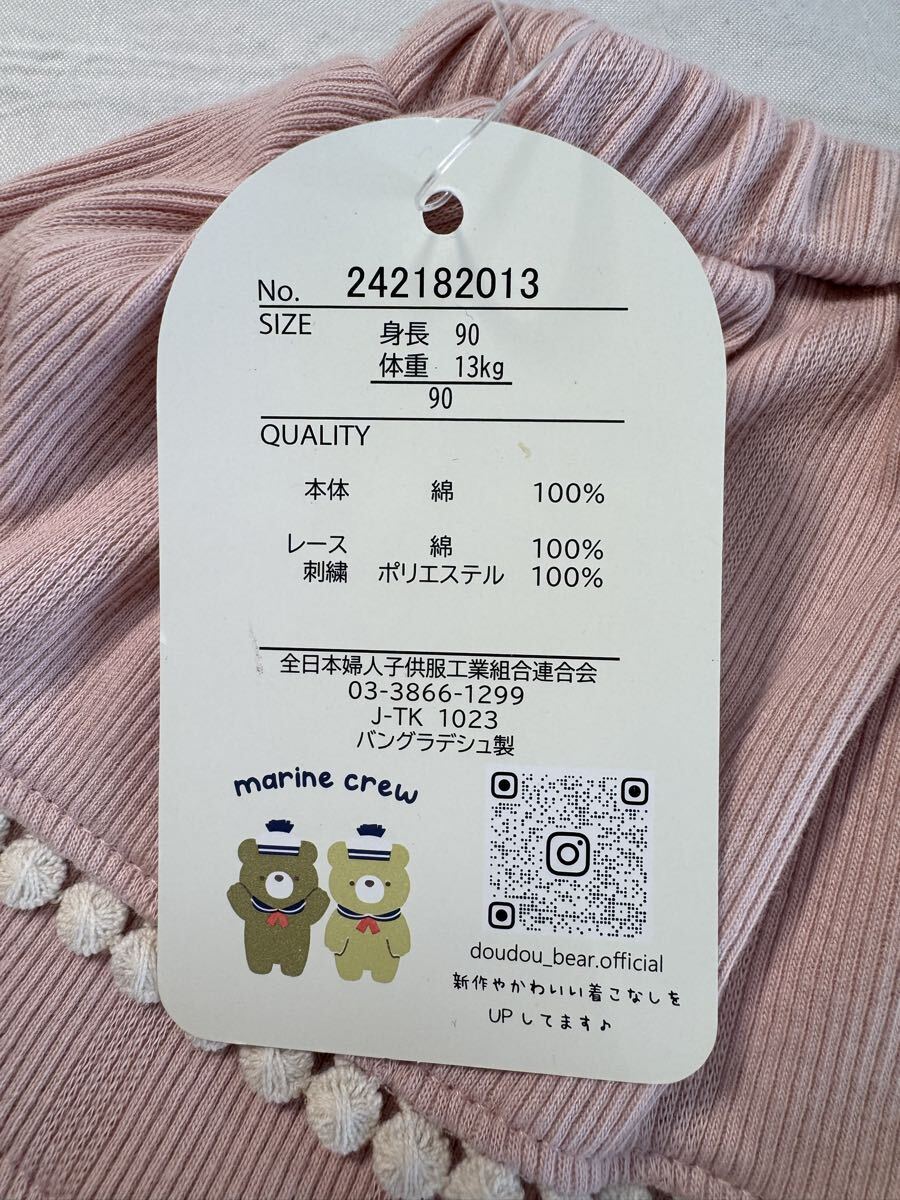 No. 242182013
SIZE
身長 90
体重 13kg
90
QUALITY
本体 綿 100%
レース 綿 100%
刺繍 ポリエステル 100%
全日本婦人子供服工業組合連合会
03-3866-1299
J-TK 1023
バングラデシュ製
marine crew
doudou_bear.official
新作やかわいい着こなしを
UPしてます♪